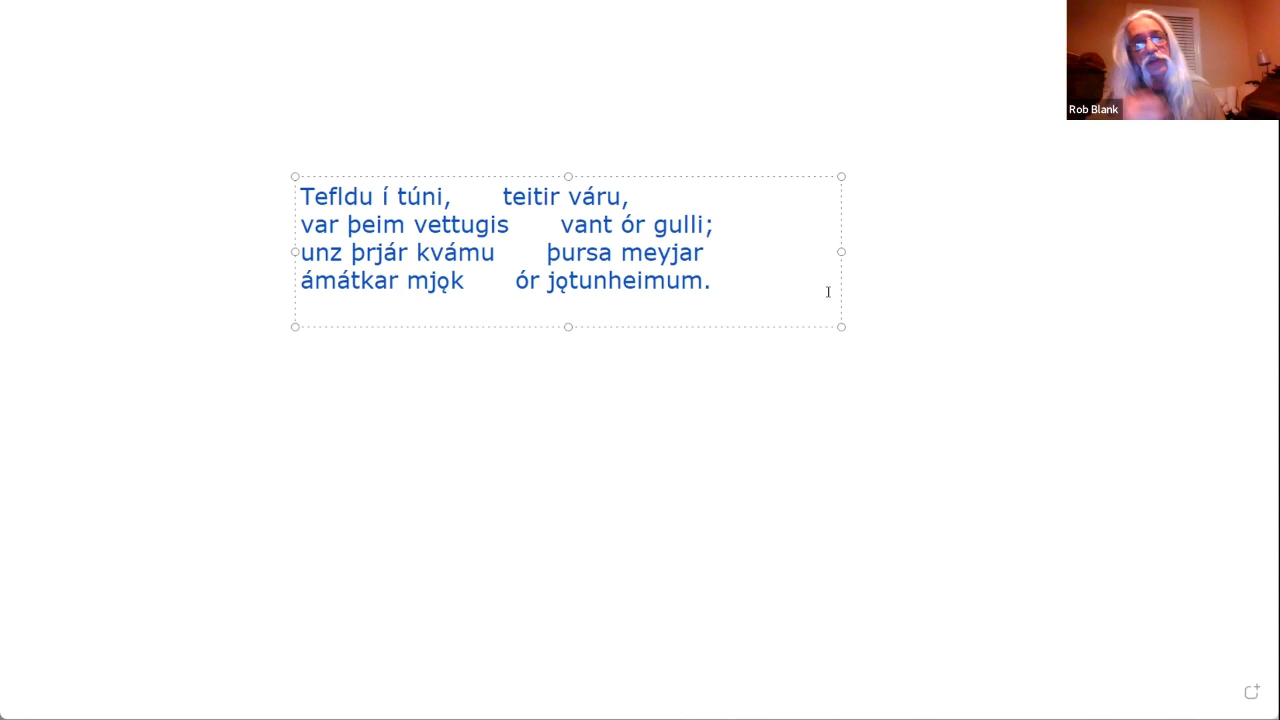 Rob Blank
Tefldu í túni, teitir váru,
var þeim vettugis vant ór gulli;
unz þrjár kvámu þursa meyjar
ámátkar mjǫk ór jǫtunheimum.